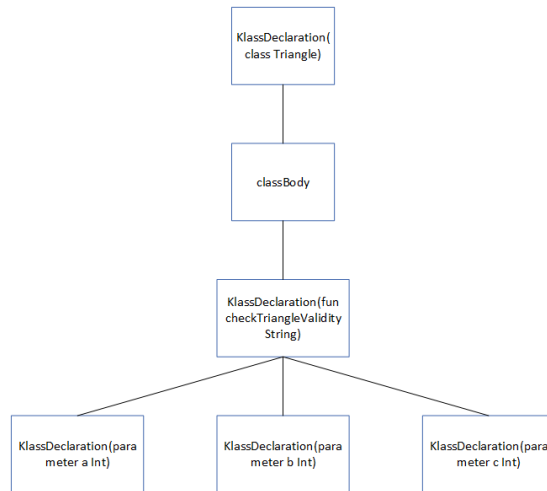 KlassDeclaration(
class Triangle)
classBody
KlassDeclaration(fun
checkTriangleValidity
String)
KlassDeclaration(para
meter a Int)
KlassDeclaration(para
meter b Int)
KlassDeclaration(para
meter c Int)